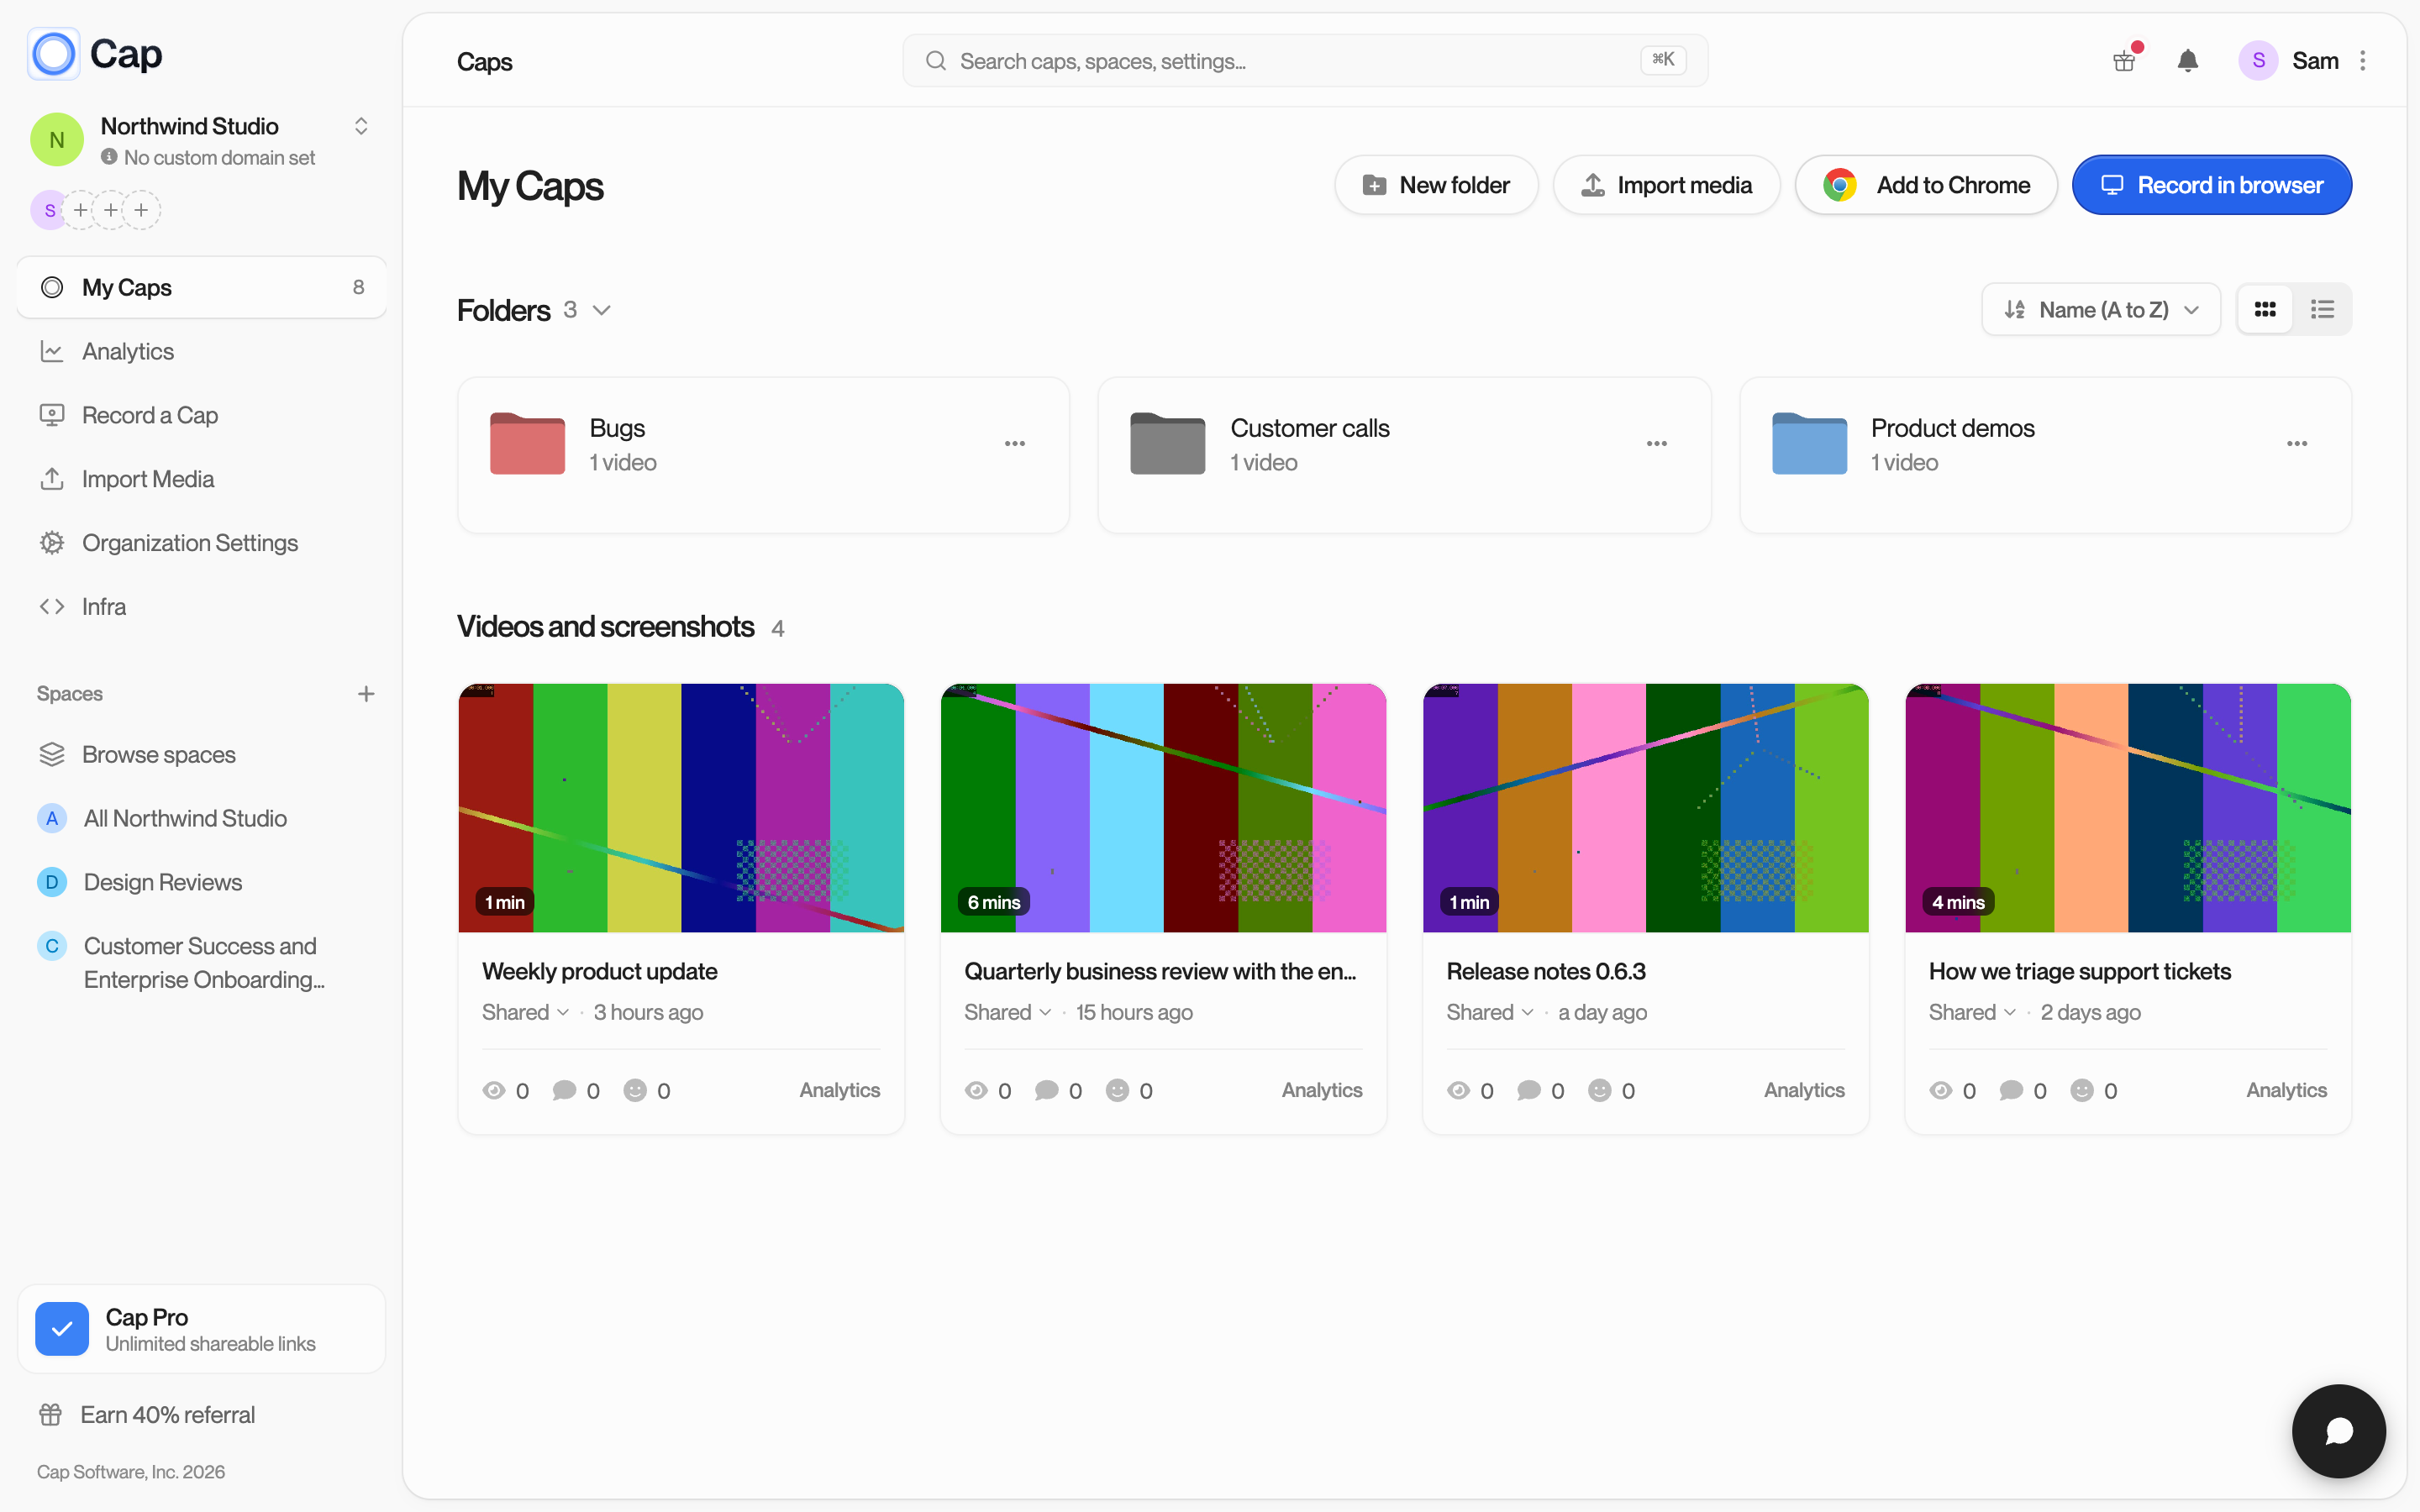 Cap
Northwind Studio
No custom domain set
N
S
My Caps 8
Analytics
Record a Cap
Import Media
Organization Settings
Infra
Spaces
Browse spaces
A All Northwind Studio
D Design Reviews
C Customer Success and
Enterprise Onboarding...
Cap Pro
Unlimited shareable links
Earn 40% referral
Cap Software, Inc. 2026
Caps
Search caps, spaces, settings... ⌘K
S Sam
My Caps
New folder
Import media
Add to Chrome
Record in browser
Folders 3
Name (A to Z)
Bugs
1 video
Customer calls
1 video
Product demos
1 video
Videos and screenshots 4
1 min
Weekly product update
Shared · 3 hours ago
0 0 0 Analytics
6 mins
Quarterly business review with the en...
Shared · 15 hours ago
0 0 0 Analytics
1 min
Release notes 0.6.3
Shared · a day ago
0 0 0 Analytics
4 mins
How we triage support tickets
Shared · 2 days ago
0 0 0 Analytics